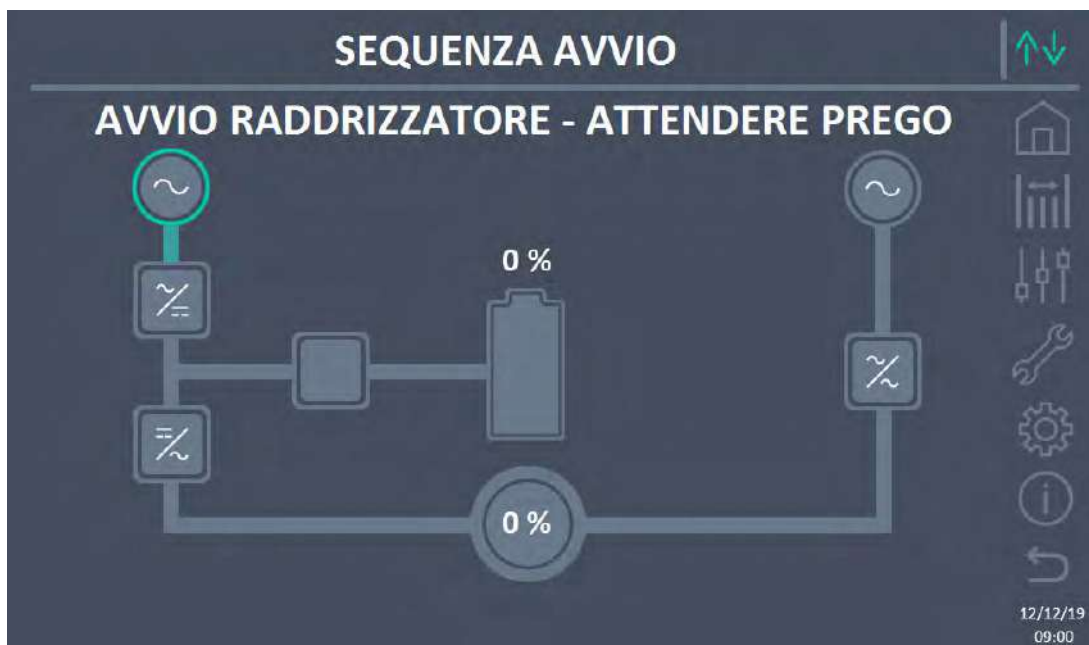 SEQUENZA AVVIO
AVVIO RADDRIZZATORE - ATTENDERE PREGO
0 %
0 %
12/12/19
09:00